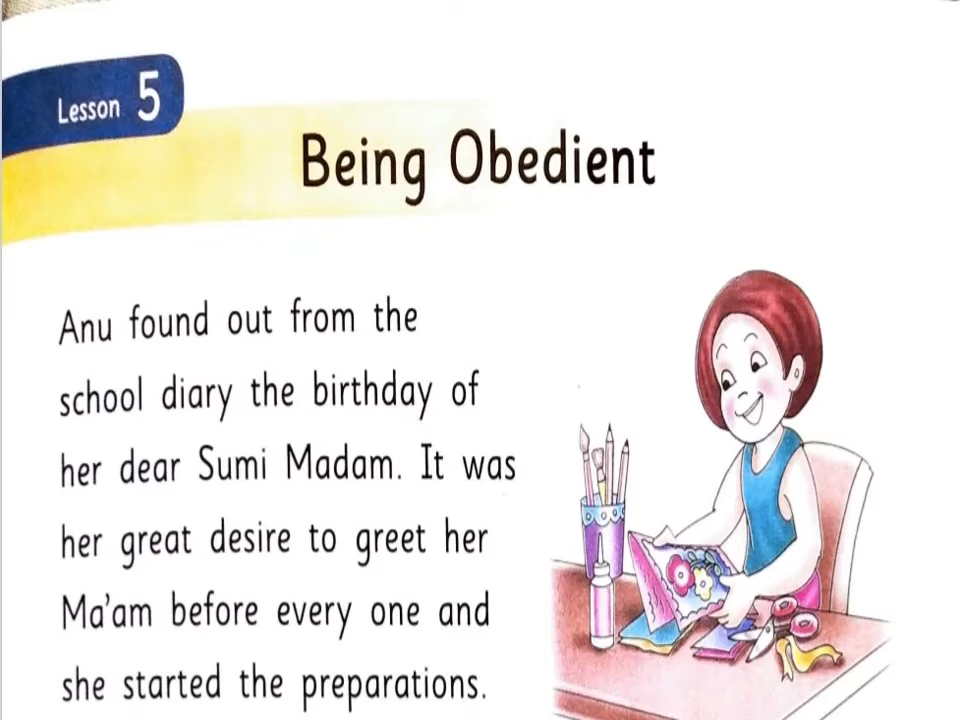 Lesson 5
Being Obedient
Anu found out from the
school diary the birthday of
her dear Sumi Madam. It was
her great desire to greet her
Ma'am before every one and
she started the preparations.